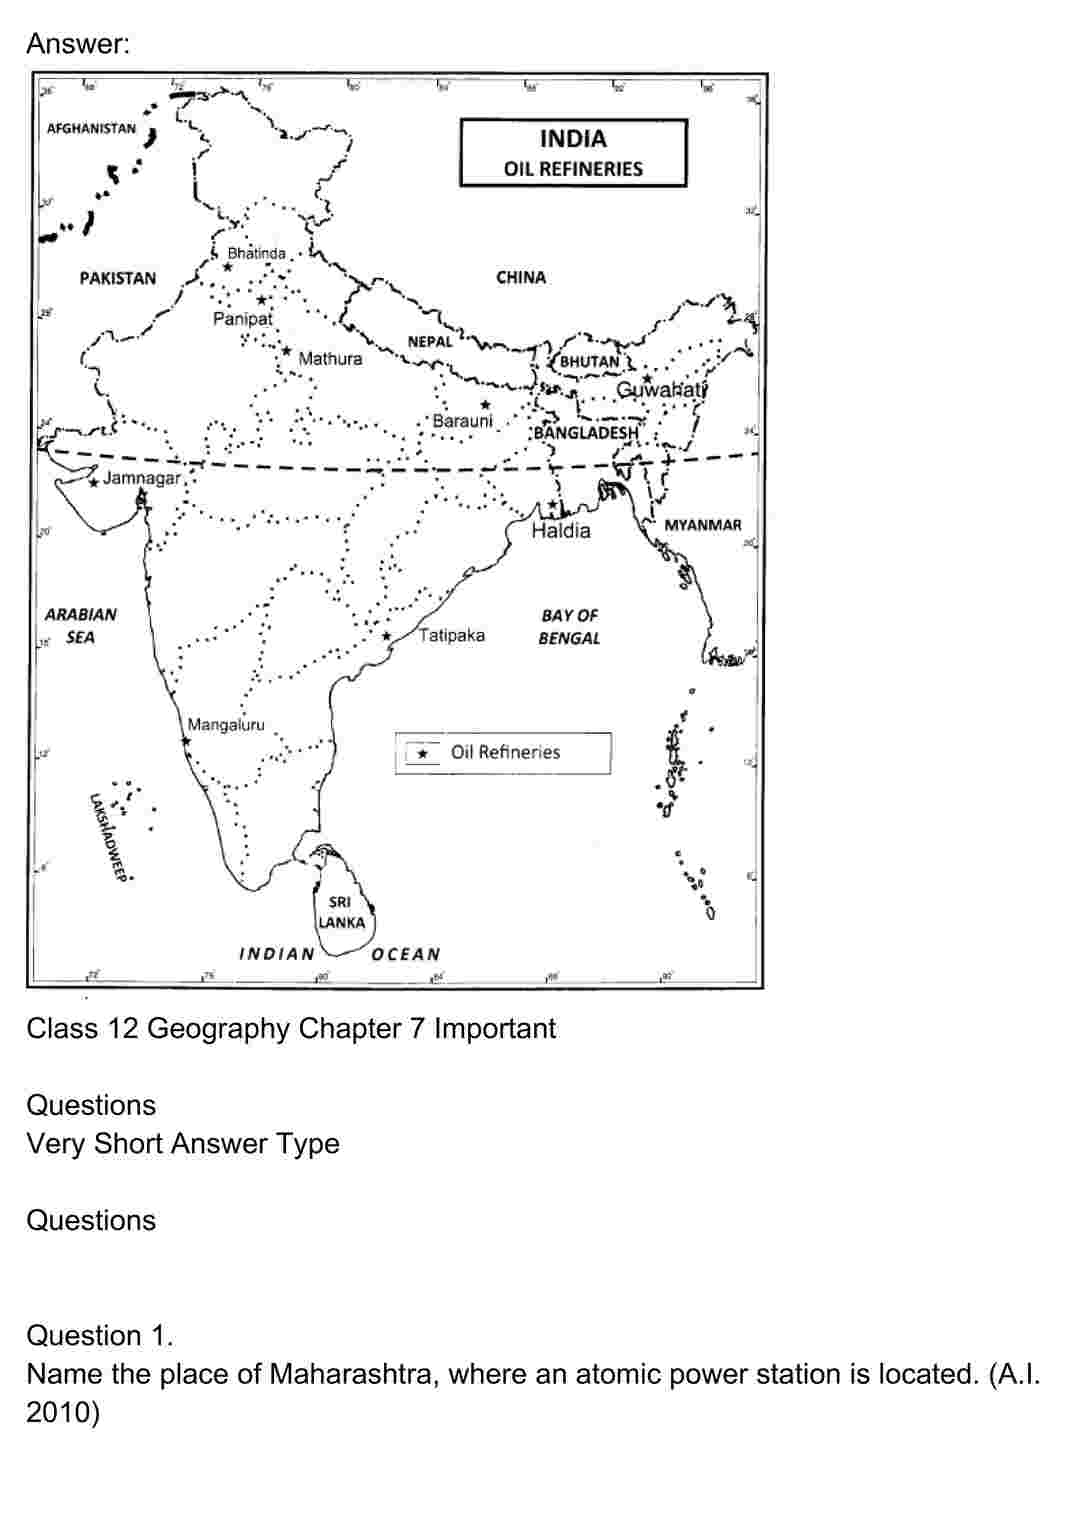 Answer:
AFGHANISTAN
INDIA
OIL REFINERIES
Bhatinda
PAKISTAN
CHINA
Panipat
NEPAL
Mathura
BHUTAN
Guwahati
Barauni
BANGLADESH
Jamnagar
Haldia
MYANMAR
ARABIAN
SEA
BAY OF
BENGAL
Tatipaka
Mangaluru
Oil Refineries
LAKSHADWEEP
SRI
LANKA
INDIAN OCEAN
Class 12 Geography Chapter 7 Important
Questions
Very Short Answer Type
Questions
Question 1.
Name the place of Maharashtra, where an atomic power station is located. (A.I.
2010)